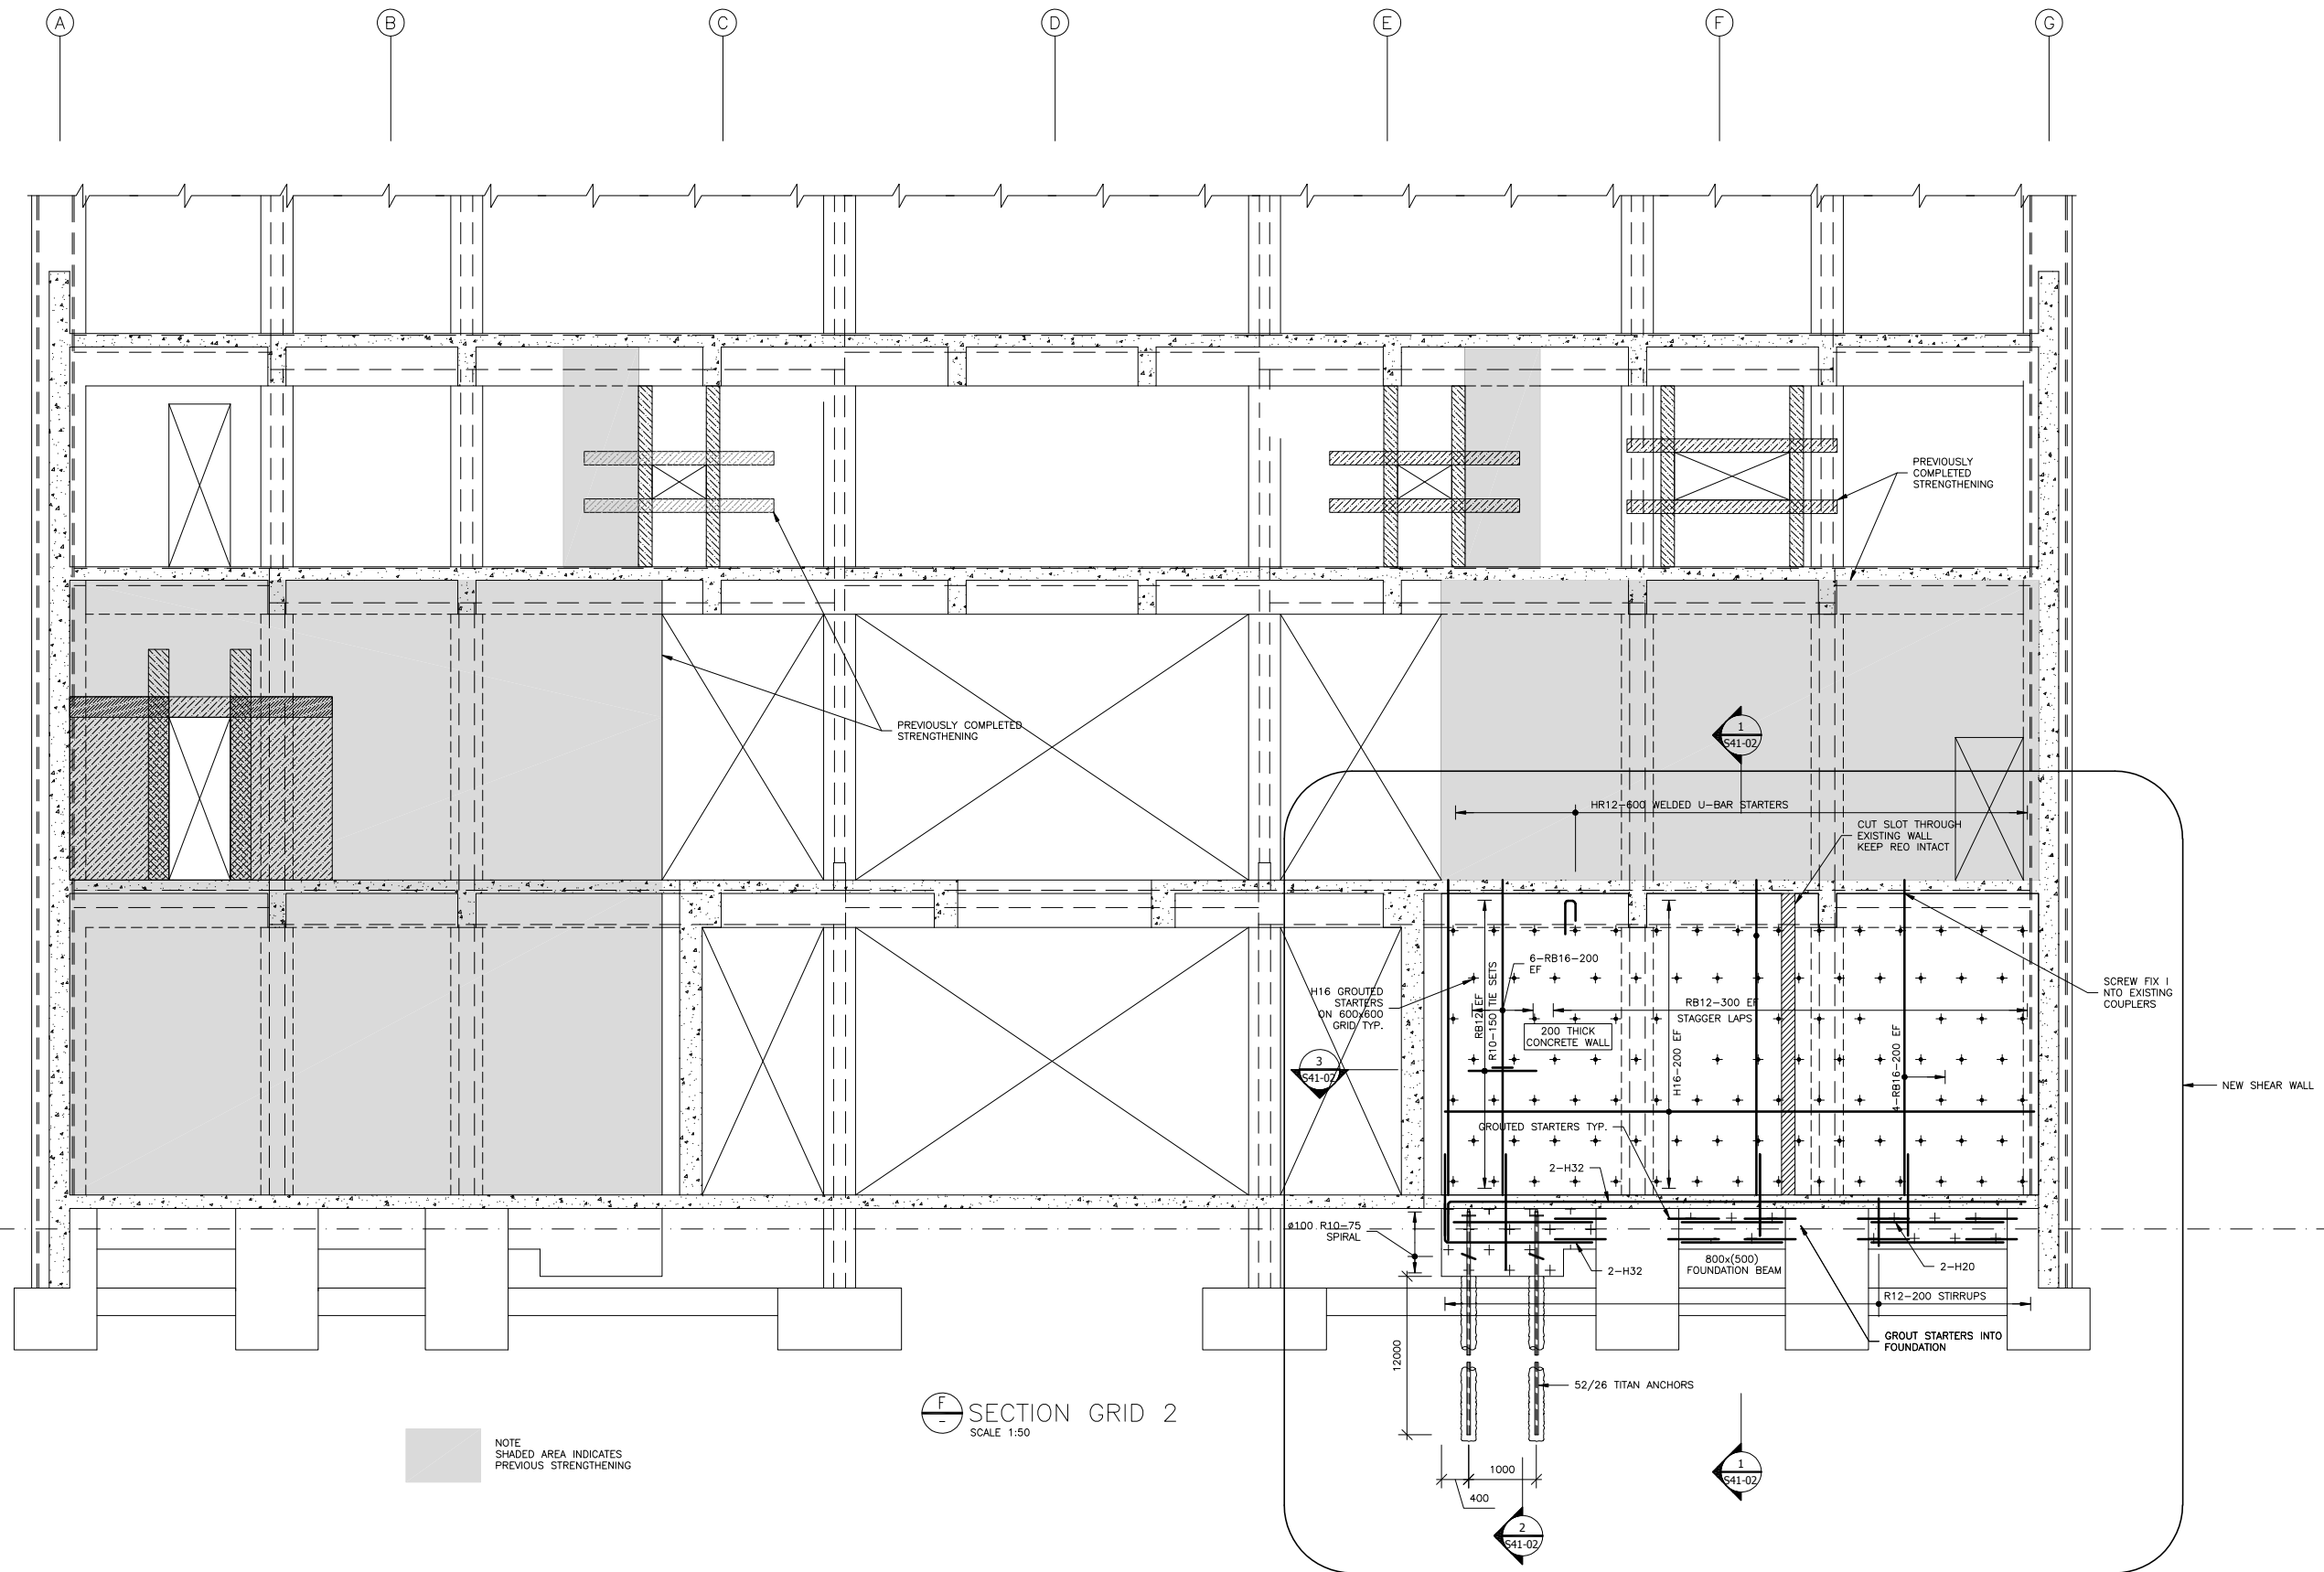 A
B
C
D
E
F
G
PREVIOUSLY
COMPLETED
STRENGTHENING
PREVIOUSLY COMPLETED
STRENGTHENING
1
S41-02
HR12-600 WELDED U-BAR STARTERS
CUT SLOT THROUGH
EXISTING WALL
KEEP REO INTACT
6-RB16-200
EF
H16 GROUTED
STARTERS
ON 600x600
GRID TYP.
RB12 EF
R10-150 TIE SETS
RB12-300 EF
STAGGER LAPS
200 THICK
CONCRETE WALL
H16-200 EF
4-RB16-200 EF
SCREW FIX I
NTO EXISTING
COUPLERS
3
S41-02
NEW SHEAR WALL
GROUTED STARTERS TYP.
2-H32
ø100 R10-75
SPIRAL
2-H32
800x(500)
FOUNDATION BEAM
2-H20
R12-200 STIRRUPS
GROUT STARTERS INTO
FOUNDATION
12000
52/26 TITAN ANCHORS
F
-
SECTION GRID 2
SCALE 1:50
NOTE
SHADED AREA INDICATES
PREVIOUS STRENGTHENING
1000
400
1
S41-02
2
S41-02